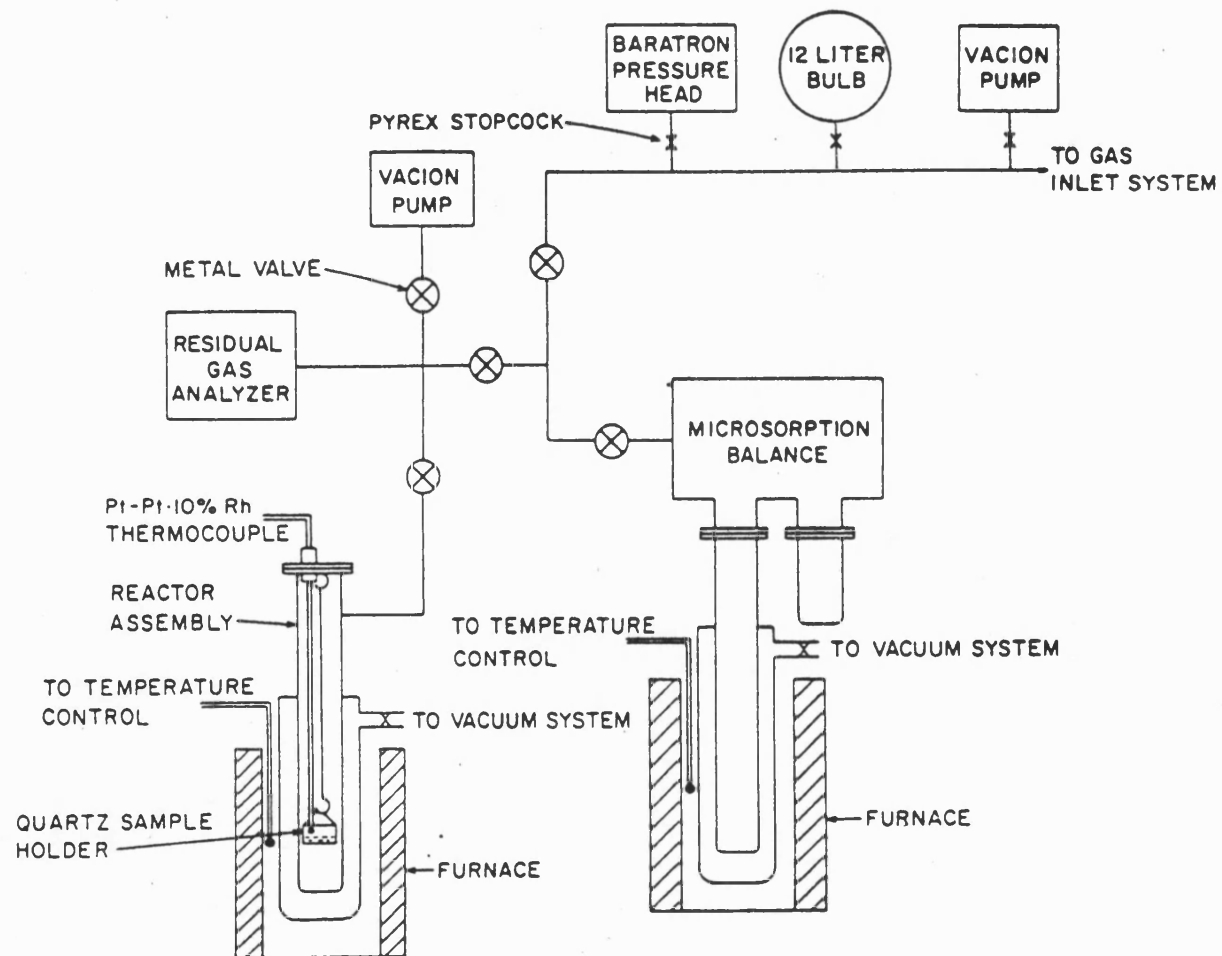 BARATRON
PRESSURE
HEAD
12 LITER
BULB
VACION
PUMP
PYREX STOPCOCK
TO GAS
INLET SYSTEM
VACION
PUMP
METAL VALVE
RESIDUAL
GAS
ANALYZER
MICROSORPTION
BALANCE
Pt-Pt·10% Rh
THERMOCOUPLE
REACTOR
ASSEMBLY
TO TEMPERATURE
CONTROL
TO VACUUM SYSTEM
TO TEMPERATURE
CONTROL
TO VACUUM SYSTEM
QUARTZ SAMPLE
HOLDER
FURNACE
FURNACE